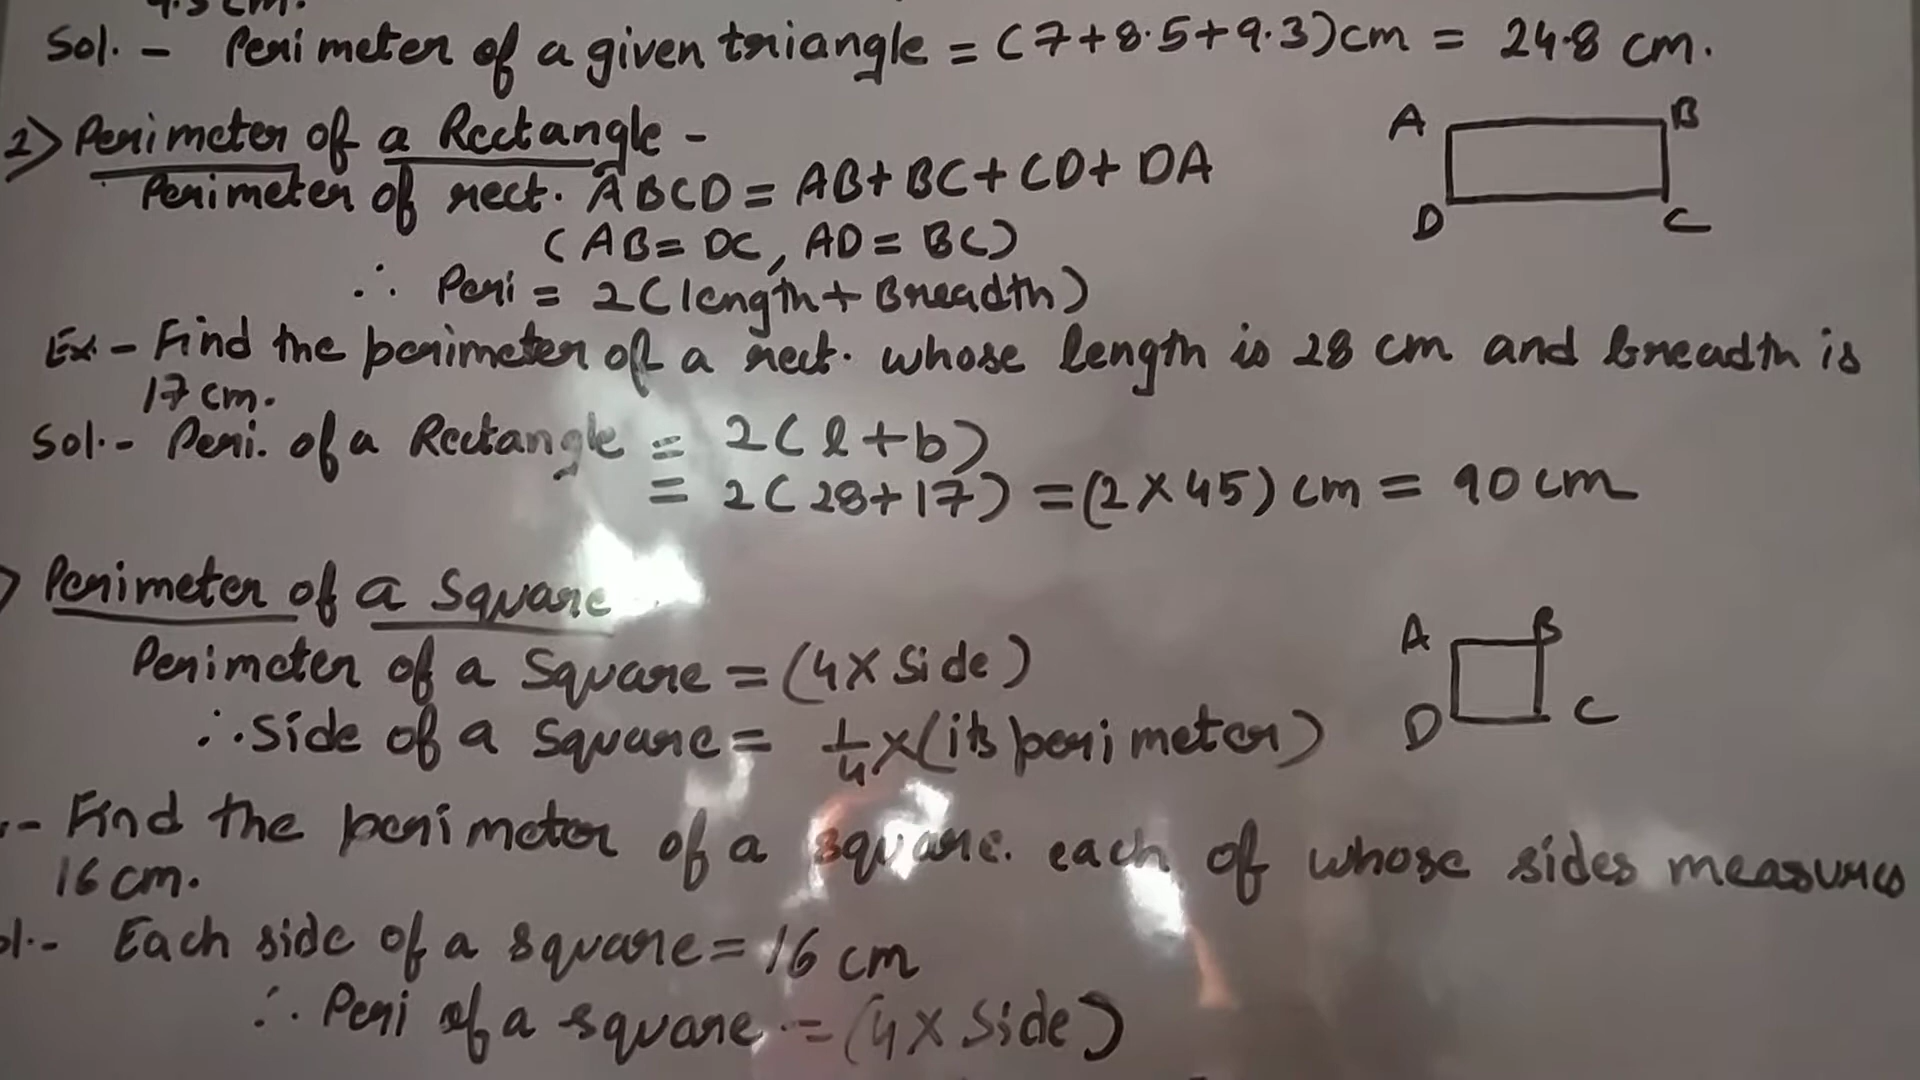 9.3 cm.
Sol. - Perimeter of a given triangle = (7+8.5+9.3)cm = 24.8 cm.
2) Perimeter of a Rectangle -
A B
Perimeter of rect. ABCD = AB+BC+CD+DA
D C
(AB=DC, AD=BC)
∴ Peri = 2(length+Breadth)
Ex. - Find the perimeter of a rect. whose length is 28 cm and breadth is
17 cm.
Sol. - Peri. of a Rectangle = 2(l+b)
= 2(28+17) = (2×45) cm = 90 cm
) Perimeter of a Square
A B
Perimeter of a Square = (4×Side)
∴ Side of a Square = 1/4×(its perimeter)
D C
.- Find the perimeter of a square. each of whose sides measures
16 cm.
ol.- Each side of a square = 16 cm
∴ Peri of a square = (4×Side)